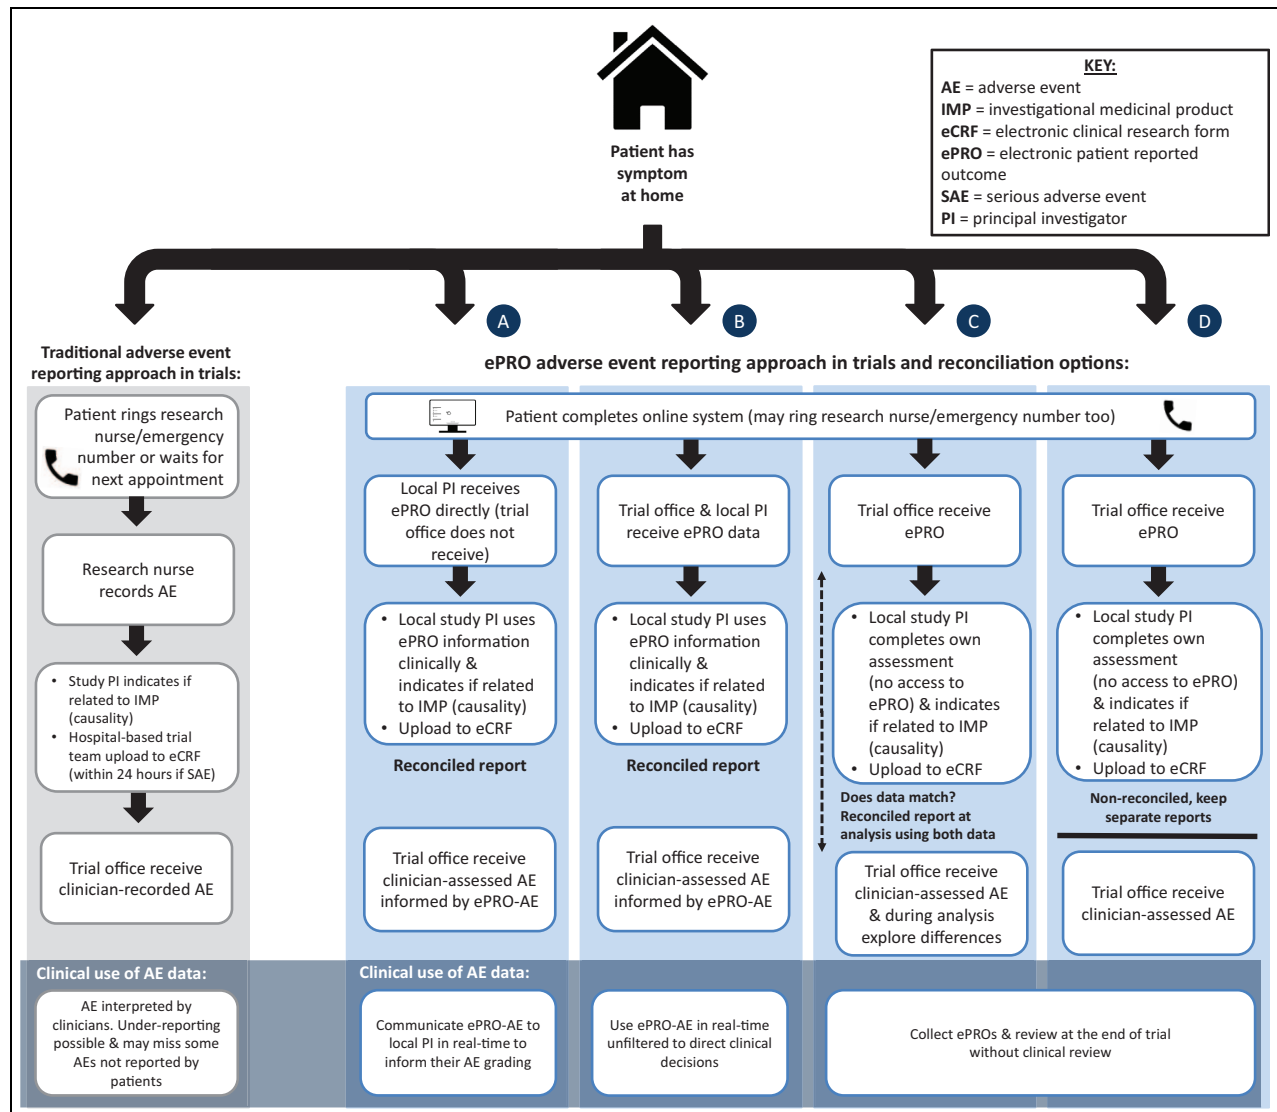 Patient has
symptom
at home
KEY:
AE = adverse event
IMP = investigational medicinal product
eCRF = electronic clinical research form
ePRO = electronic patient reported
outcome
SAE = serious adverse event
PI = principal investigator
A
B
C
D
Traditional adverse event
reporting approach in trials:
ePRO adverse event reporting approach in trials and reconciliation options:
Patient rings research
nurse/emergency
number or waits for
next appointment
Research nurse
records AE
• Study PI indicates if
related to IMP
(causality)
• Hospital-based trial
team upload to eCRF
(within 24 hours if SAE)
Trial office receive
clinician-recorded AE
Patient completes online system (may ring research nurse/emergency number too)
Local PI receives
ePRO directly (trial
office does not
receive)
• Local study PI uses
ePRO information
clinically &
indicates if related
to IMP (causality)
• Upload to eCRF
Reconciled report
Trial office receive
clinician-assessed AE
informed by ePRO-AE
Trial office & local PI
receive ePRO data
• Local study PI uses
ePRO information
clinically &
indicates if related
to IMP (causality)
• Upload to eCRF
Reconciled report
Trial office receive
clinician-assessed AE
informed by ePRO-AE
Trial office receive
ePRO
• Local study PI
completes own
assessment
(no access to
ePRO) & indicates
if related to IMP
(causality)
• Upload to eCRF
Does data match?
Reconciled report at
analysis using both data
Trial office receive
clinician-assessed AE
& during analysis
explore differences
Trial office receive
ePRO
• Local study PI
completes own
assessment
(no access to ePRO)
& indicates if
related to IMP
(causality)
• Upload to eCRF
Non-reconciled, keep
separate reports
Trial office receive
clinician-assessed AE
Clinical use of AE data:
AE interpreted by
clinicians. Under-reporting
possible & may miss some
AEs not reported by
patients
Clinical use of AE data:
Communicate ePRO-AE to
local PI in real-time to
inform their AE grading
Use ePRO-AE in real-time
unfiltered to direct clinical
decisions
Collect ePROs & review at the end of trial
without clinical review